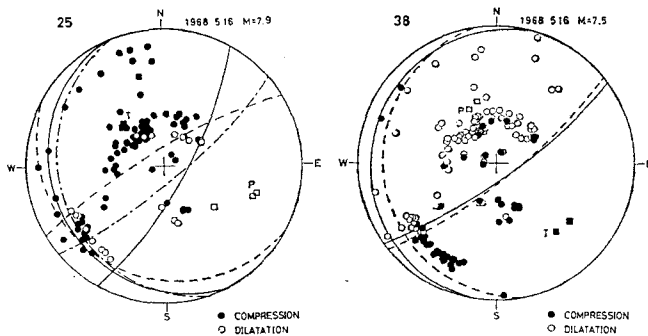 25
N
1968 5 16 M=7.9
T
W
E
P
S
COMPRESSION
DILATATION
38
N
1968 5 16 M=7.5
P
W
E
T
S
COMPRESSION
DILATATION